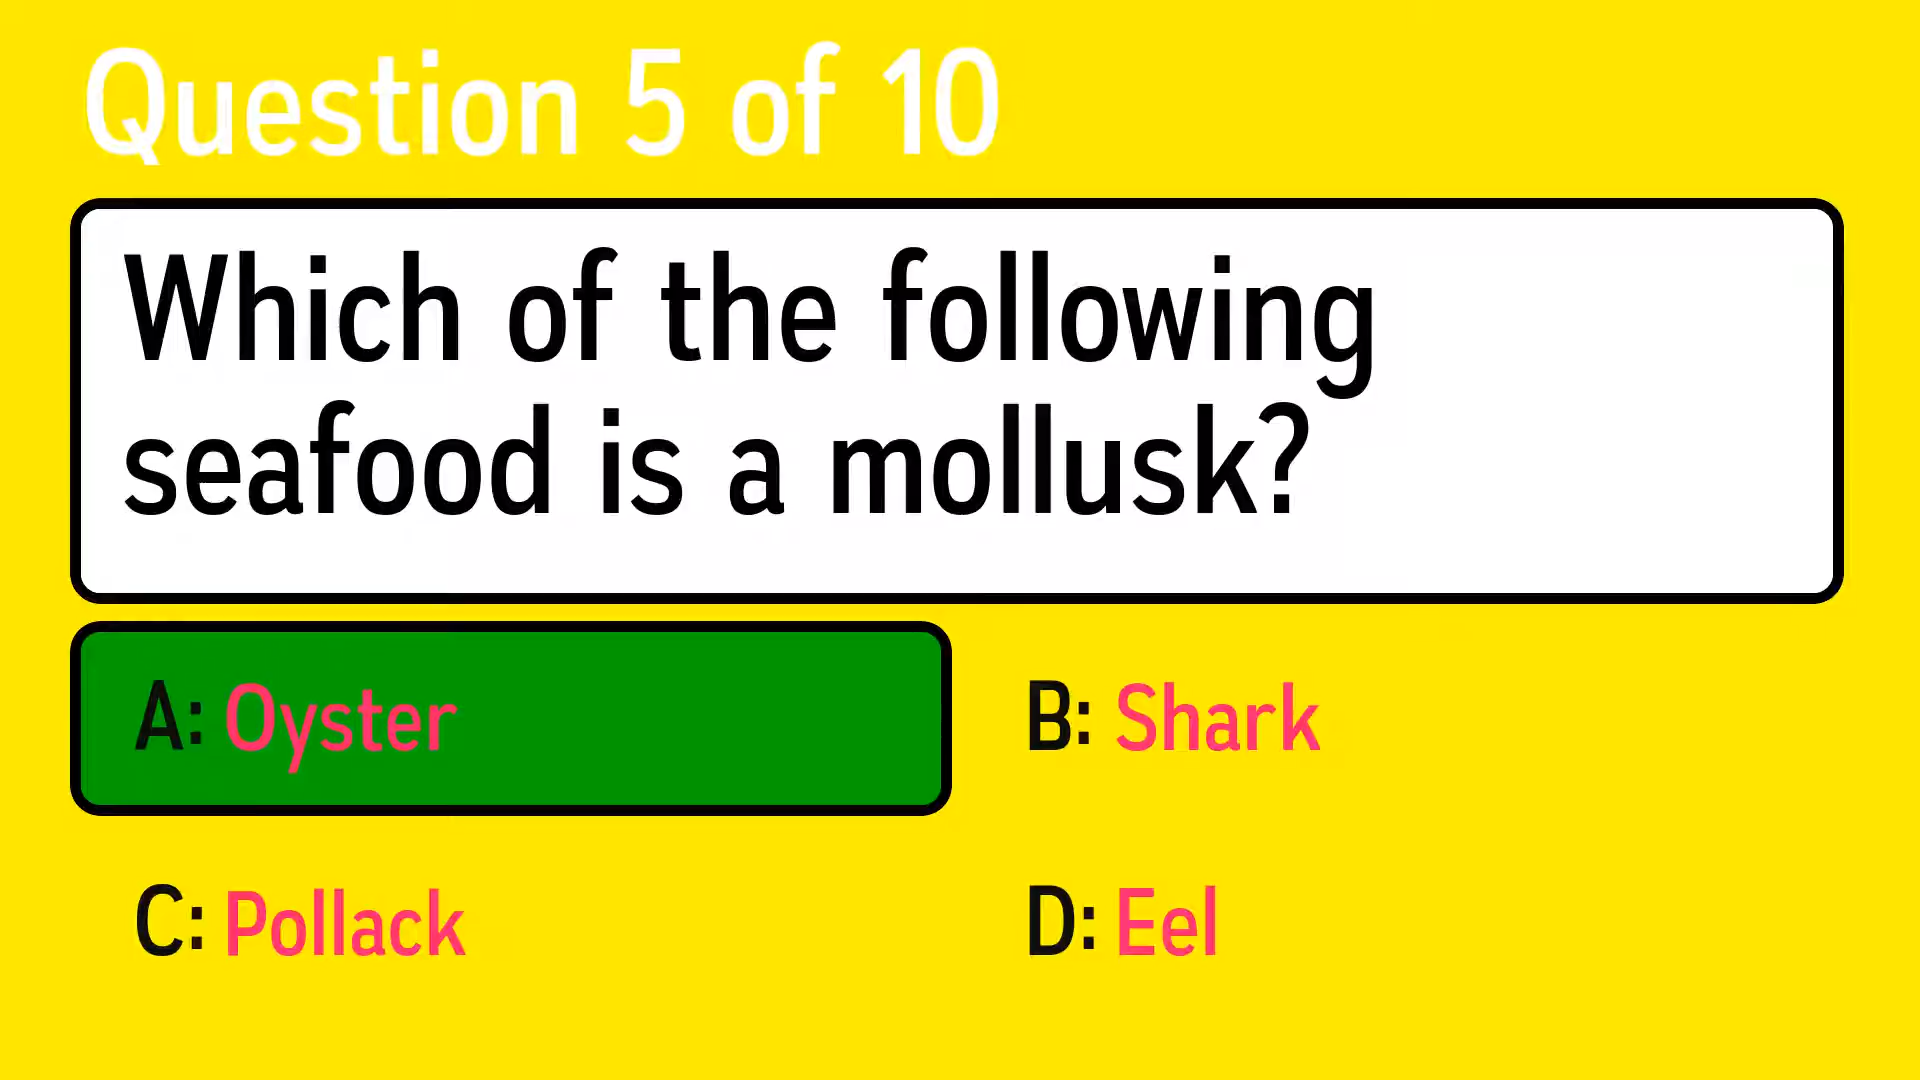 Question 5 of 10
Which of the following
seafood is a mollusk?
A: Oyster
B: Shark
C: Pollack
D: Eel